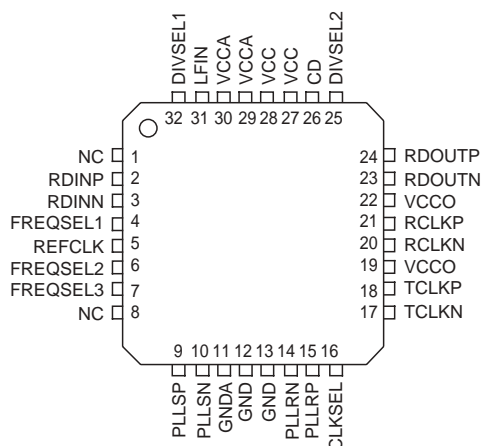 DIVSEL1 LFIN VCCA VCCA VCC VCC CD DIVSEL2
32 31 30 29 28 27 26 25
NC 1 24 RDOUTP
RDINP 2 23 RDOUTN
RDINN 3 22 VCCO
FREQSEL1 4 21 RCLKP
REFCLK 5 20 RCLKN
FREQSEL2 6 19 VCCO
FREQSEL3 7 18 TCLKP
NC 8 17 TCLKN
9 10 11 12 13 14 15 16
PLLSP PLLSN GNDA GND GND PLLRN PLLRP CLKSEL